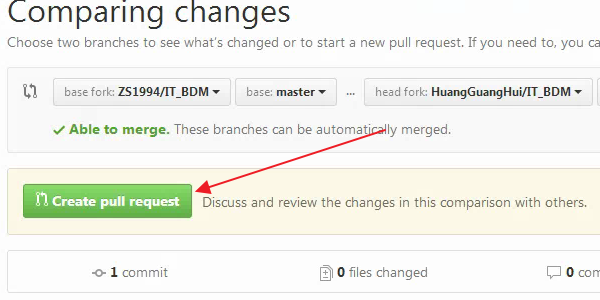 Comparing changes
Choose two branches to see what's changed or to start a new pull request. If you need to, you ca
base fork: ZS1994/IT_BDM base: master ... head fork: HuangGuangHui/IT_BDM
Able to merge. These branches can be automatically merged.
Create pull request Discuss and review the changes in this comparison with others.
1 commit 0 files changed 0 com